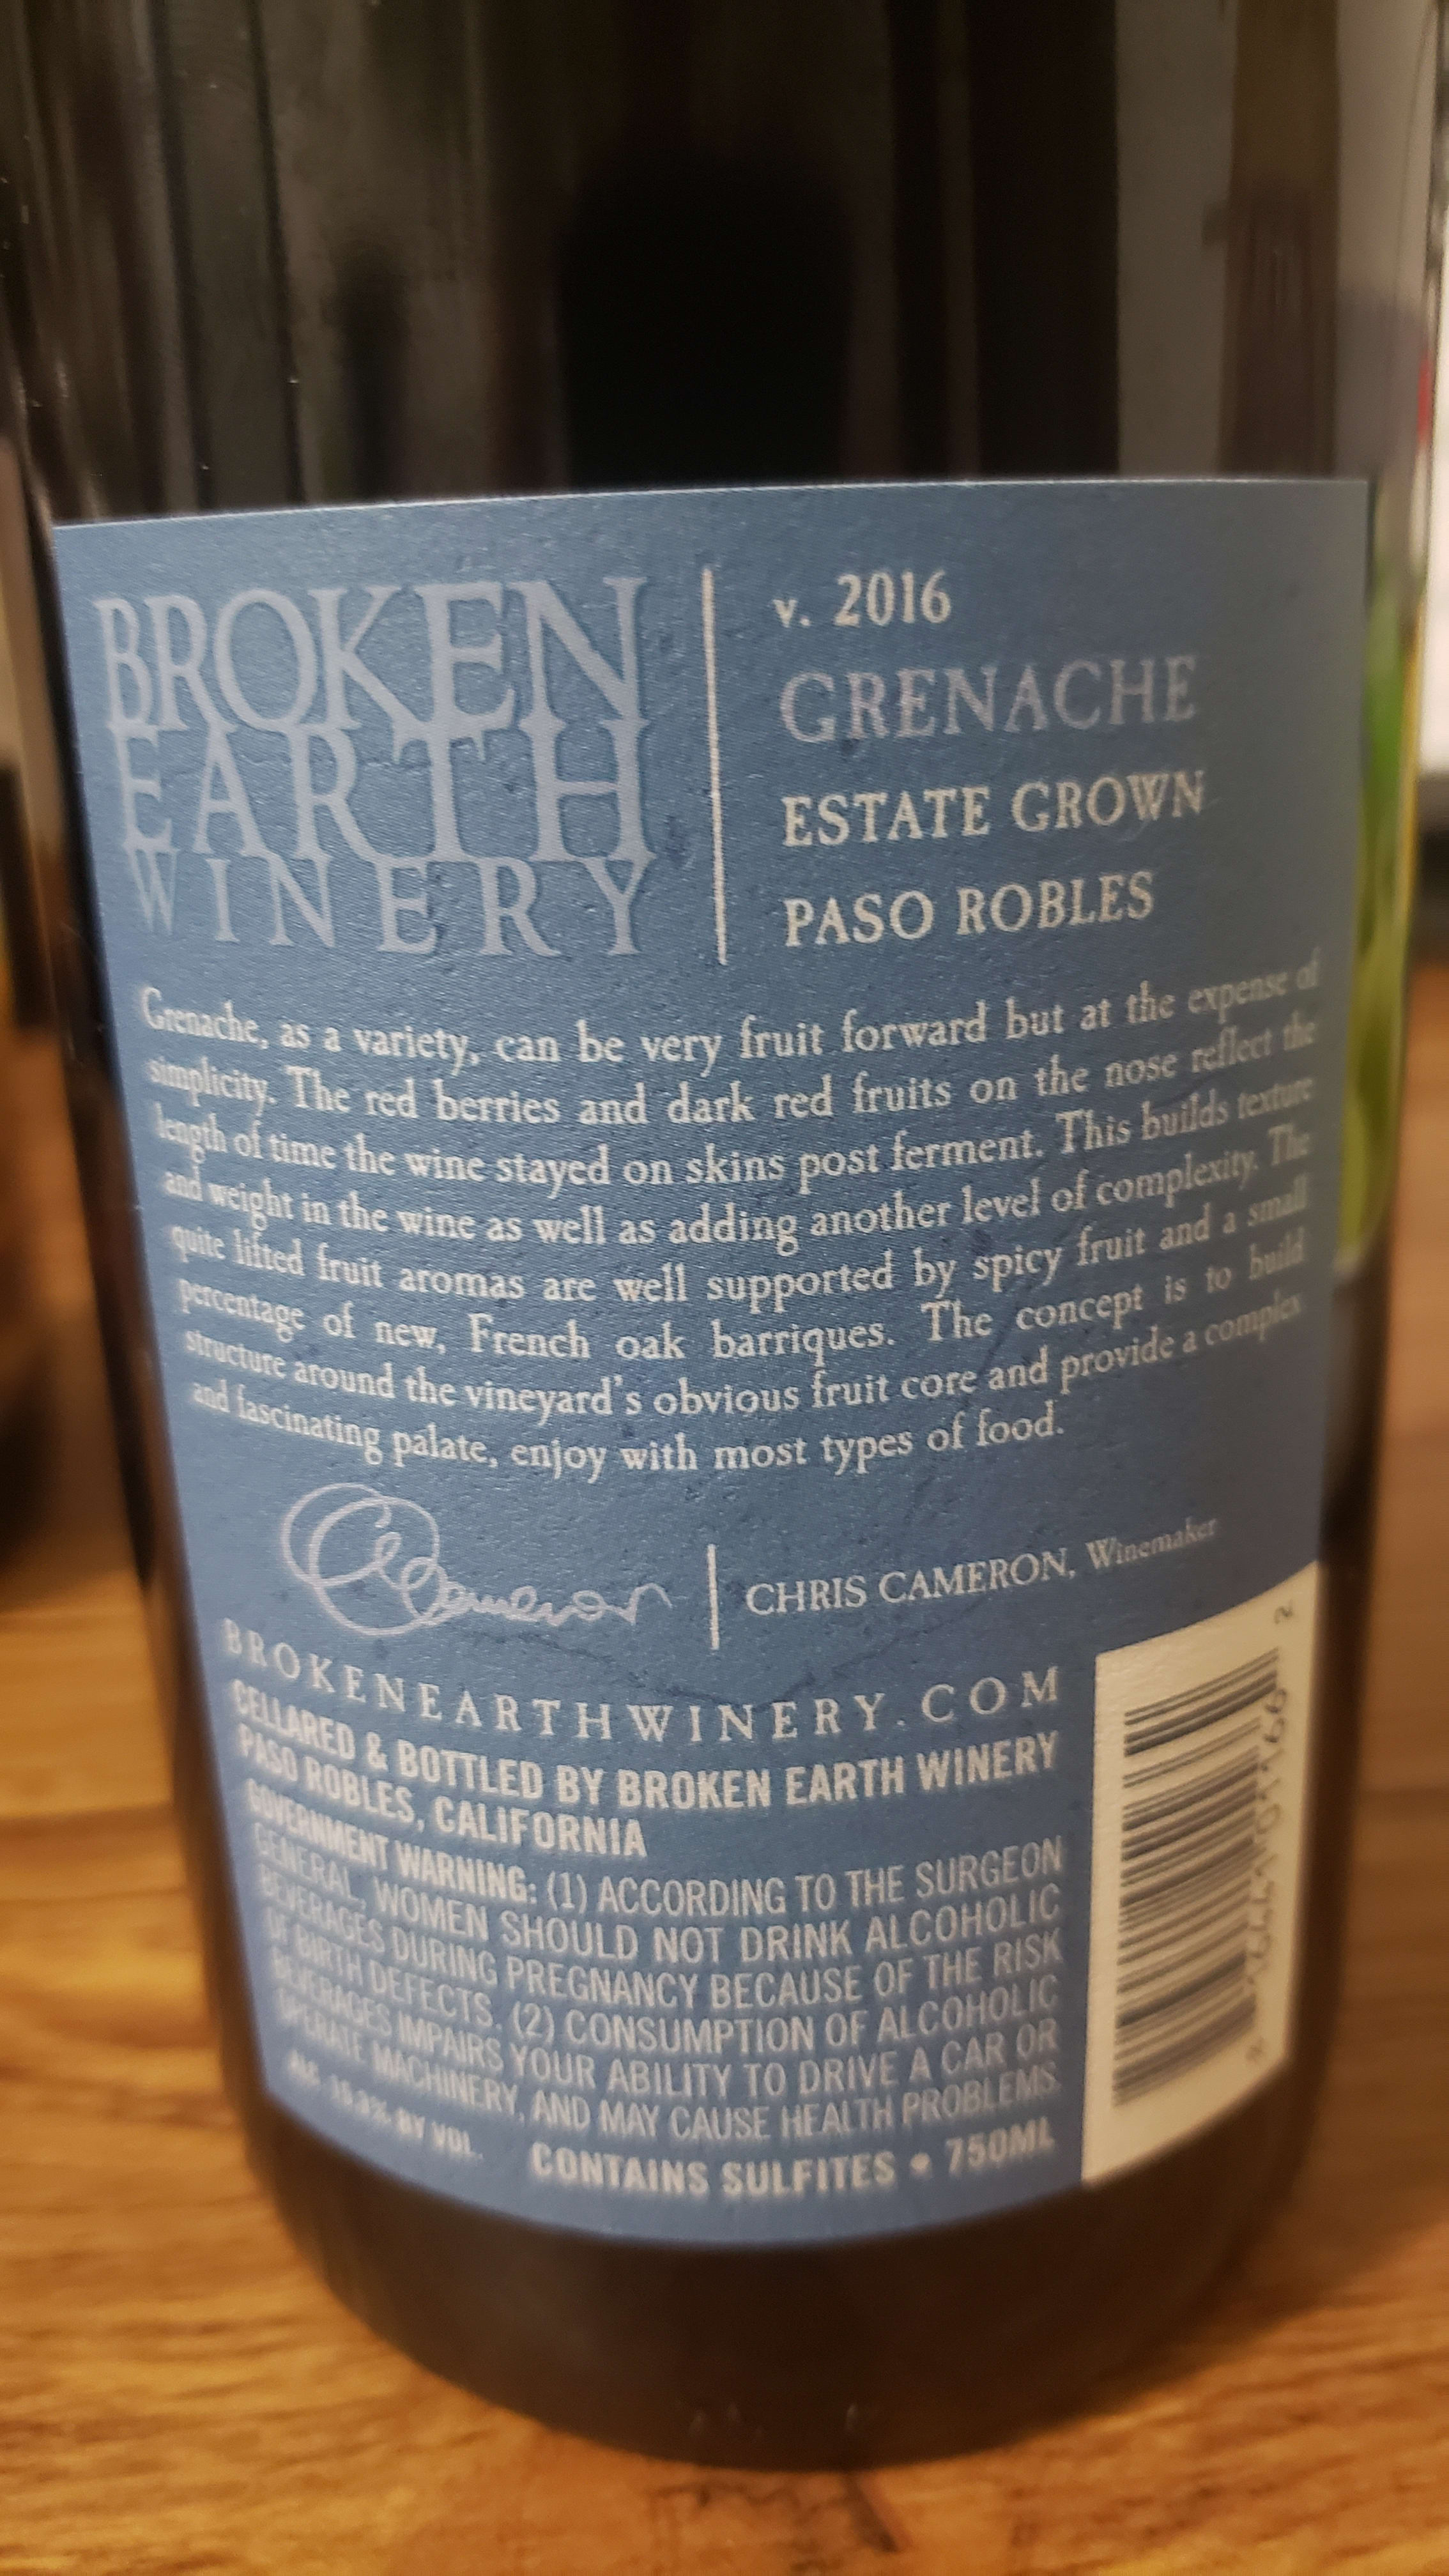 BROKEN
EARTH
WINERY
v. 2016
GRENACHE
ESTATE GROWN
PASO ROBLES
Grenache, as a variety, can be very fruit forward but at the expense of
simplicity. The red berries and dark red fruits on the nose reflect the
length of time the wine stayed on skins post ferment. This builds texture
and weight in the wine as well as adding another level of complexity. The
quite lifted fruit aromas are well supported by spicy fruit and a small
percentage of new, French oak barriques. The concept is to build
structure around the vineyard's obvious fruit core and provide a complex
and fascinating palate, enjoy with most types of food.
CCameron
CHRIS CAMERON, Winemaker
BROKENEARTHWINERY.COM
CELLARED & BOTTLED BY BROKEN EARTH WINERY
PASO ROBLES, CALIFORNIA
GOVERNMENT WARNING: (1) ACCORDING TO THE SURGEON
GENERAL, WOMEN SHOULD NOT DRINK ALCOHOLIC
BEVERAGES DURING PREGNANCY BECAUSE OF THE RISK
OF BIRTH DEFECTS. (2) CONSUMPTION OF ALCOHOLIC
BEVERAGES IMPAIRS YOUR ABILITY TO DRIVE A CAR OR
OPERATE MACHINERY, AND MAY CAUSE HEALTH PROBLEMS.
ALC. BY VOL. CONTAINS SULFITES • 750ML